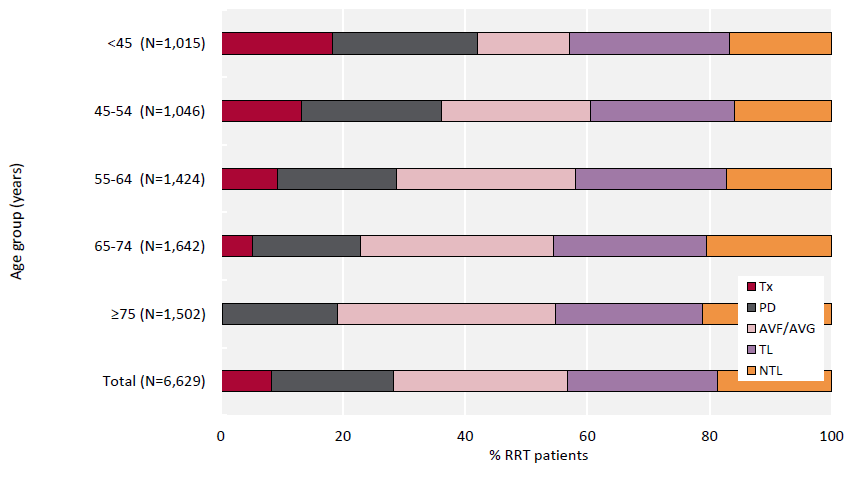 <45 (N=1,015)
45-54 (N=1,046)
55-64 (N=1,424)
65-74 (N=1,642)
≥75 (N=1,502)
Total (N=6,629)
Age group (years)
Tx
PD
AVF/AVG
TL
NTL
0 20 40 60 80 100
% RRT patients